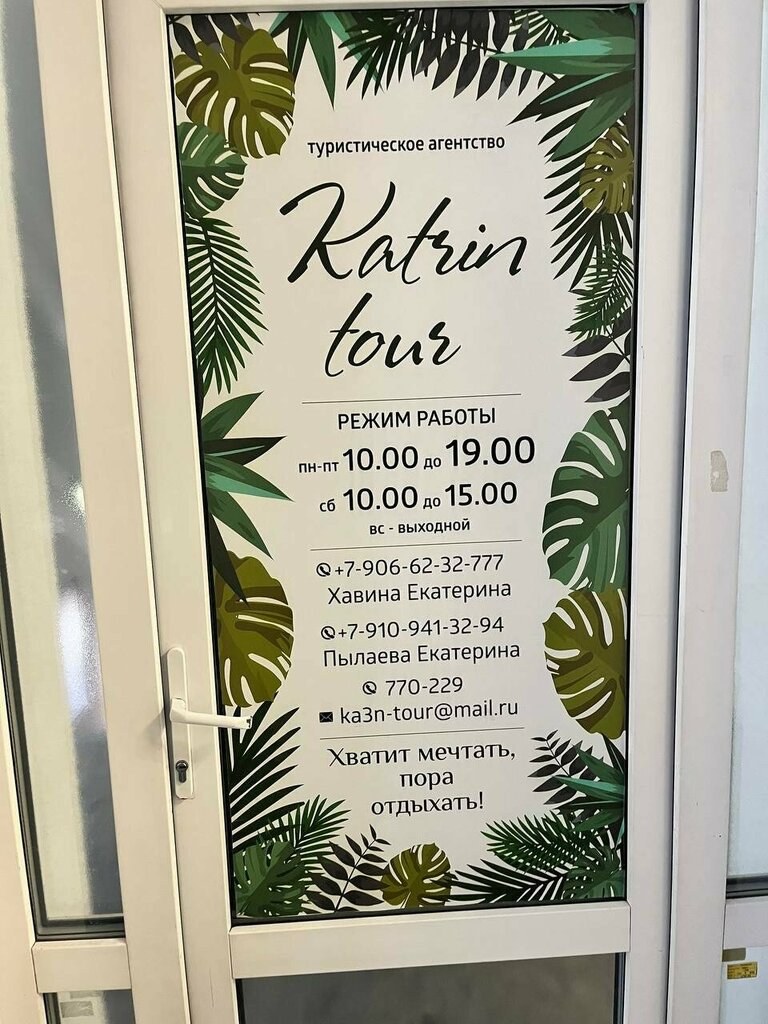 туристическое агентство
Katrin
tour
РЕЖИМ РАБОТЫ
пн-пт 10.00 до 19.00
сб 10.00 до 15.00
вс - выходной
+7-906-62-32-777
Хавина Екатерина
+7-910-941-32-94
Пылаева Екатерина
770-229
ka3n-tour@mail.ru
Хватит мечтать,
пора
отдыхать!